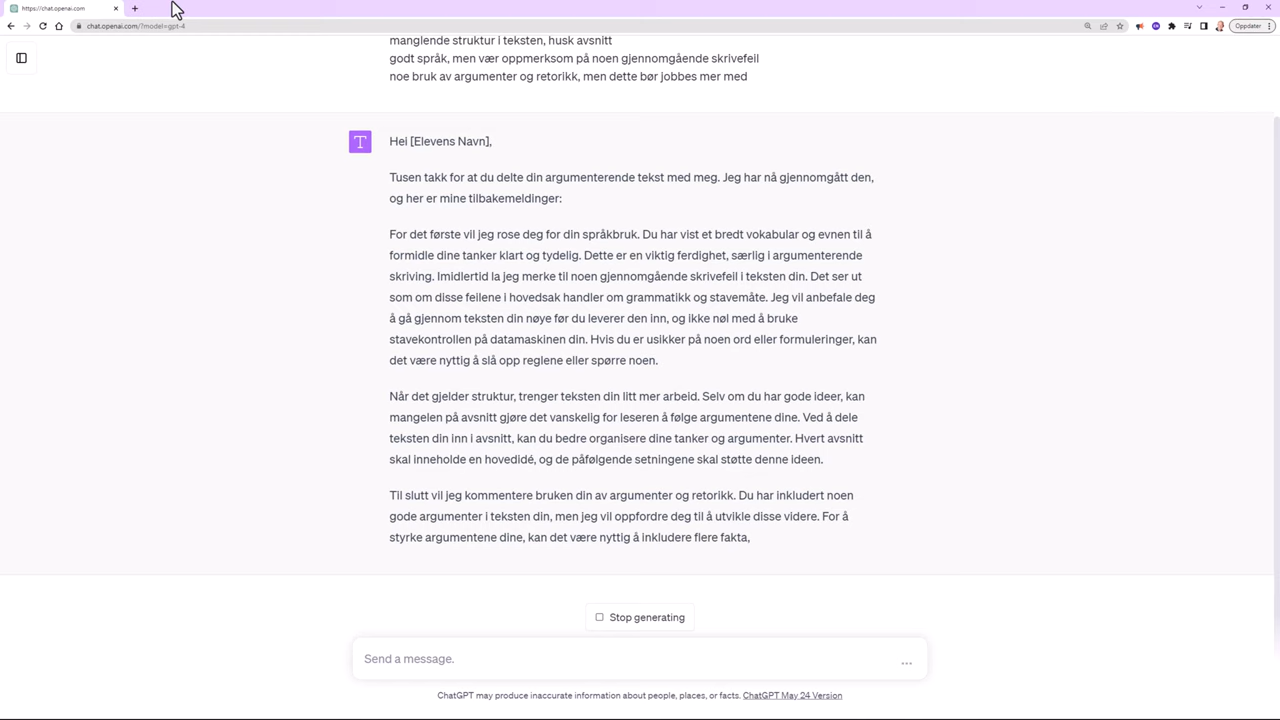 https://chat.openai.com
chat.openai.com/?model=gpt-4
Oppdater
manglende struktur i teksten, husk avsnitt
godt språk, men vær oppmerksom på noen gjennomgående skrivefeil
noe bruk av argumenter og retorikk, men dette bør jobbes mer med
T
Hei [Elevens Navn],
Tusen takk for at du delte din argumenterende tekst med meg. Jeg har nå gjennomgått den,
og her er mine tilbakemeldinger:
For det første vil jeg rose deg for din språkbruk. Du har vist et bredt vokabular og evnen til å
formidle dine tanker klart og tydelig. Dette er en viktig ferdighet, særlig i argumenterende
skriving. Imidlertid la jeg merke til noen gjennomgående skrivefeil i teksten din. Det ser ut
som om disse feilene i hovedsak handler om grammatikk og stavemåte. Jeg vil anbefale deg
å gå gjennom teksten din nøye før du leverer den inn, og ikke nøl med å bruke
stavekontrollen på datamaskinen din. Hvis du er usikker på noen ord eller formuleringer, kan
det være nyttig å slå opp reglene eller spørre noen.
Når det gjelder struktur, trenger teksten din litt mer arbeid. Selv om du har gode ideer, kan
mangelen på avsnitt gjøre det vanskelig for leseren å følge argumentene dine. Ved å dele
teksten din inn i avsnitt, kan du bedre organisere dine tanker og argumenter. Hvert avsnitt
skal inneholde en hovedidé, og de påfølgende setningene skal støtte denne ideen.
Til slutt vil jeg kommentere bruken din av argumenter og retorikk. Du har inkludert noen
gode argumenter i teksten din, men jeg vil oppfordre deg til å utvikle disse videre. For å
styrke argumentene dine, kan det være nyttig å inkludere flere fakta,
Stop generating
Send a message.
...
ChatGPT may produce inaccurate information about people, places, or facts. ChatGPT May 24 Version